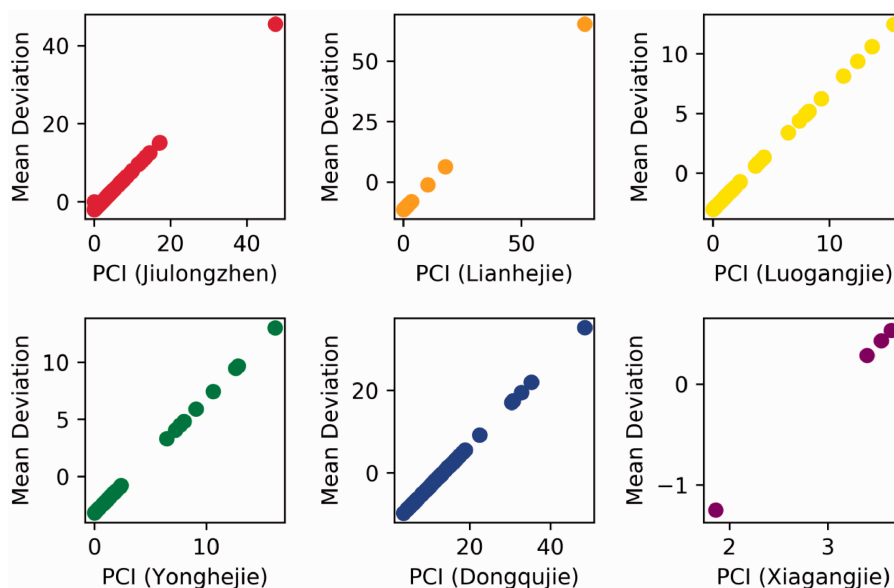 Mean Deviation
40
20
0
0
20
40
PCI (Jiulongzhen)
Mean Deviation
65
25
0
0
50
PCI (Lianhejie)
Mean Deviation
10
5
0
0
10
PCI (Luogangjie)
Mean Deviation
10
5
0
0
10
PCI (Yonghejie)
Mean Deviation
20
0
20
40
PCI (Dongqujie)
Mean Deviation
0
−1
2
3
PCI (Xiagangjie)